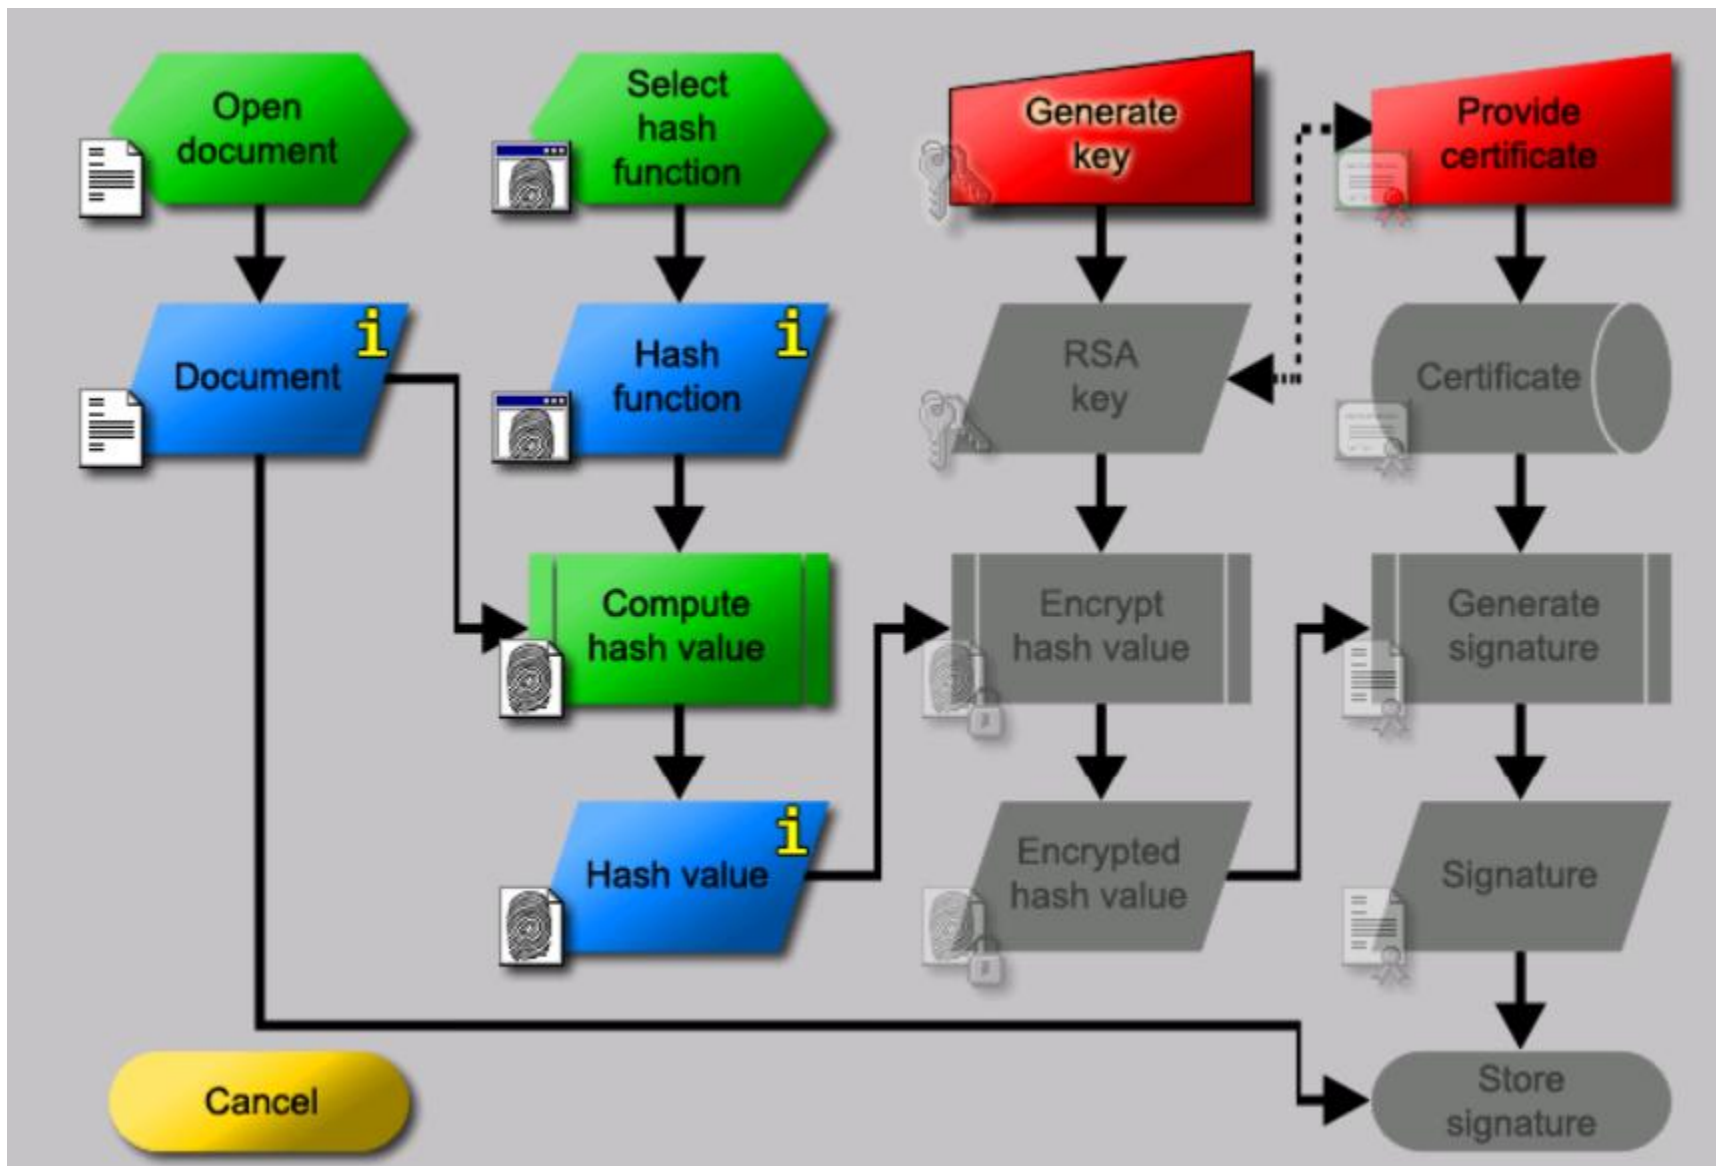 Open
document
Select
hash
function
Generate
key
Provide
certificate
Document
i
Hash
function
i
RSA
key
Certificate
Compute
hash value
Encrypt
hash value
Generate
signature
Hash value
i
Encrypted
hash value
Signature
Cancel
Store
signature